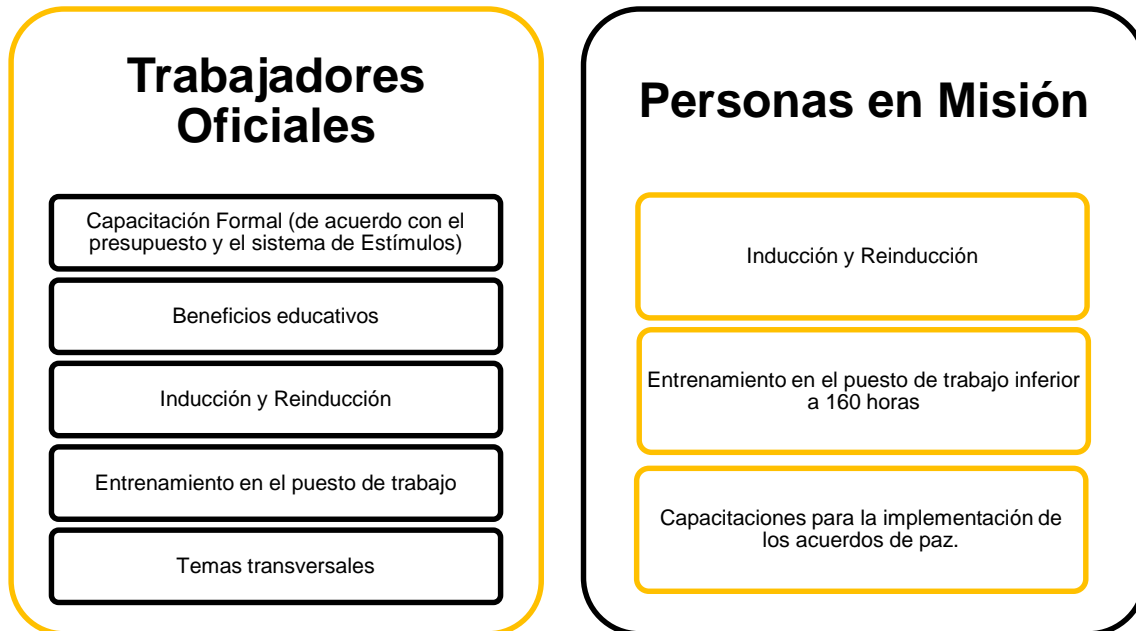 Trabajadores
Oficiales
Capacitación Formal (de acuerdo con el
presupuesto y el sistema de Estímulos)
Beneficios educativos
Inducción y Reinducción
Entrenamiento en el puesto de trabajo
Temas transversales
Personas en Misión
Inducción y Reinducción
Entrenamiento en el puesto de trabajo inferior
a 160 horas
Capacitaciones para la implementación de
los acuerdos de paz.